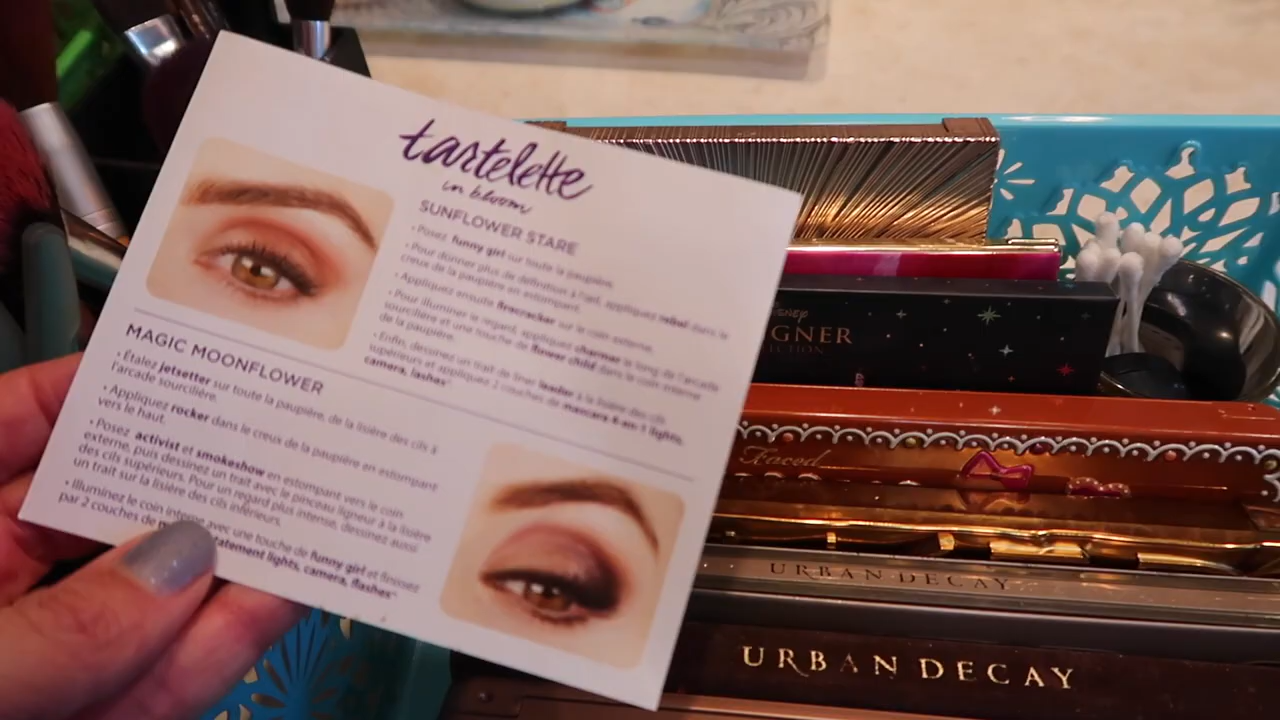 tartelette
in bloom
SUNFLOWER STARE
• Posez funny girl sur toute la paupière.
• Pour donner plus de définition à l'œil, appliquez rebel dans le
creux de la paupière en estompant.
• Appliquez ensuite firecracker sur le coin externe.
• Pour illuminer le regard, appliquez charmer le long de l'arcade
sourcilière et une touche de flower child dans le coin interne
de la paupière.
• Enfin, dessinez un trait de liner leader à la lisière des cils
supérieurs et appliquez 2 couches de mascara 4-en-1 lights,
camera, lashes™
MAGIC MOONFLOWER
• Étalez jetsetter sur toute la paupière, de la lisière des cils à
l'arcade sourcilière.
• Appliquez rocker dans le creux de la paupière en estompant
vers le haut.
• Posez activist et smokeshow en estompant vers le coin
externe, puis dessinez un trait avec le pinceau ligneur à la lisière
des cils supérieurs. Pour un regard plus intense, dessinez aussi
un trait sur la lisière des cils inférieurs.
• Illuminez le coin interne avec une touche de funny girl et finissez
par 2 couches de tatement lights, camera, flashes™
DISNEY
GNER
LECTION
Faced
URBAN DECAY
URBAN DECAY